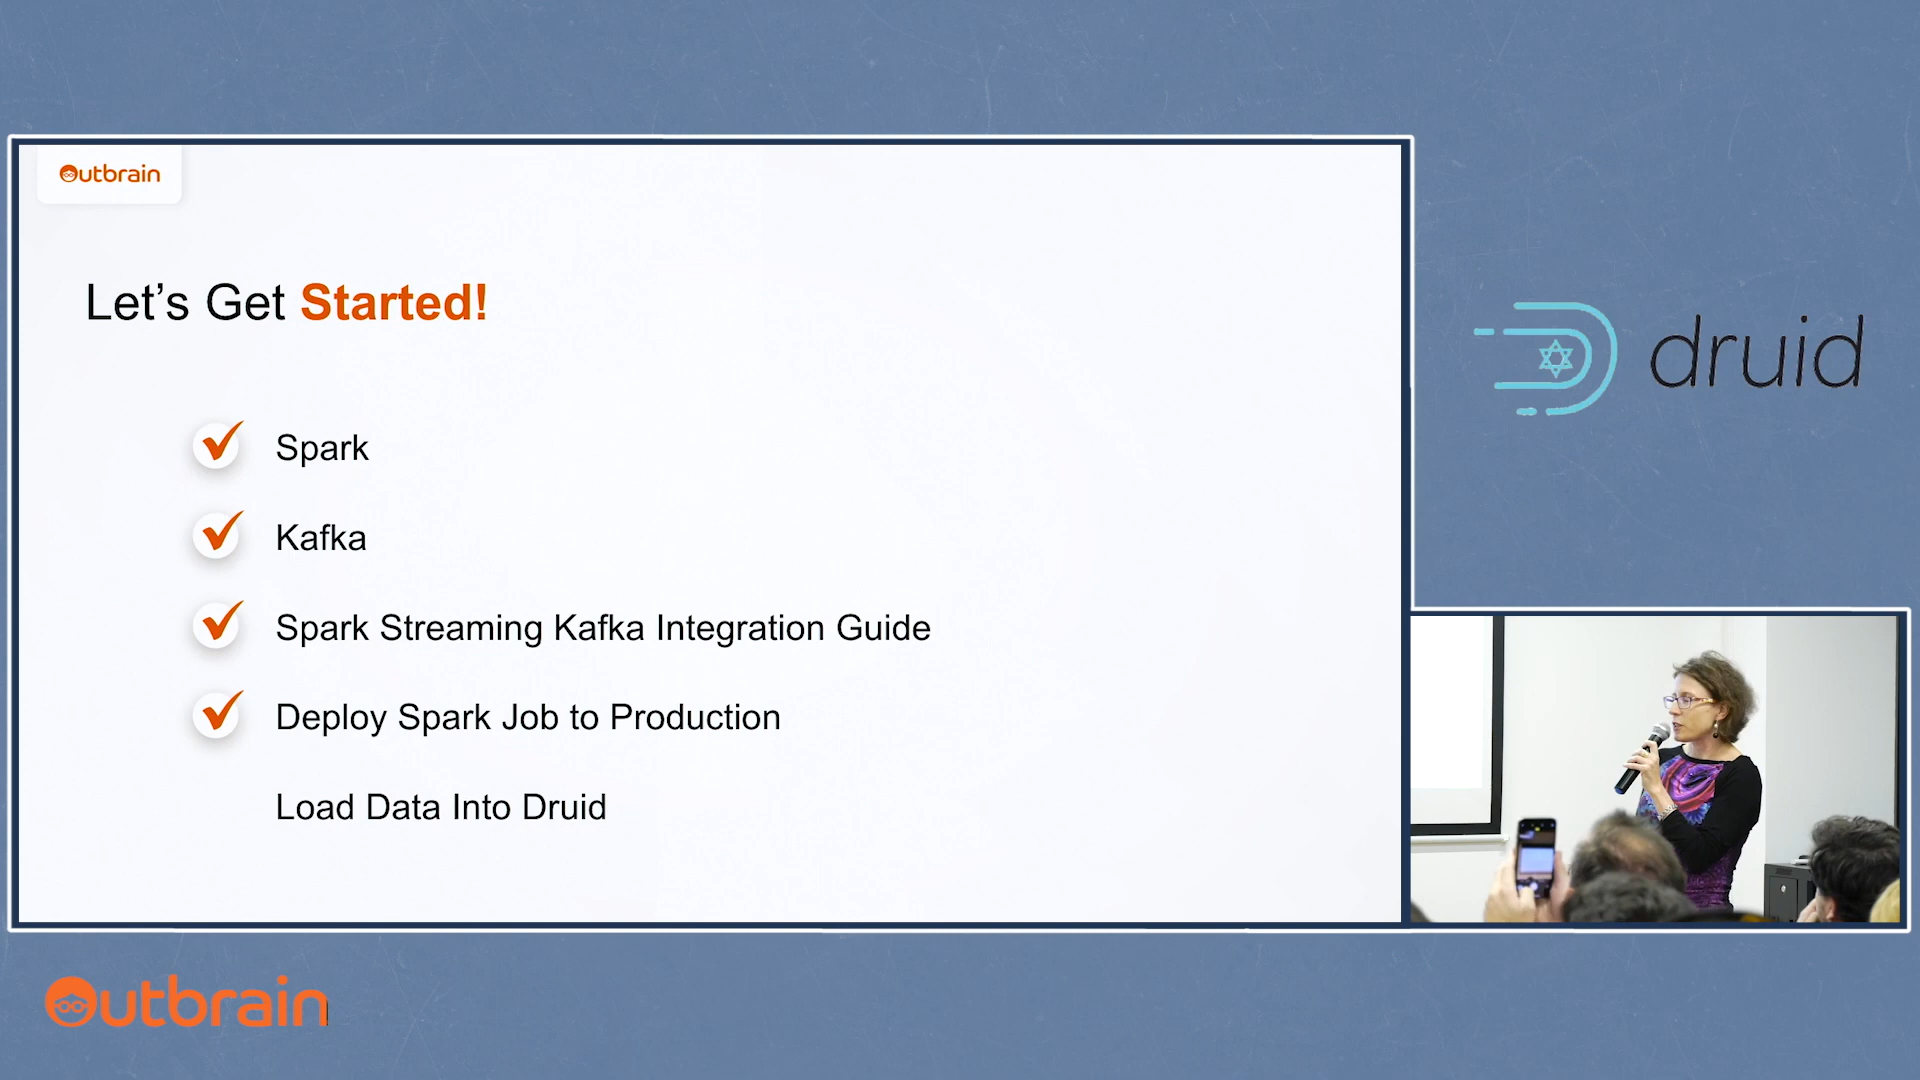 Outbrain
Let's Get Started!
Spark
Kafka
Spark Streaming Kafka Integration Guide
Deploy Spark Job to Production
Load Data Into Druid
druid
Outbrain